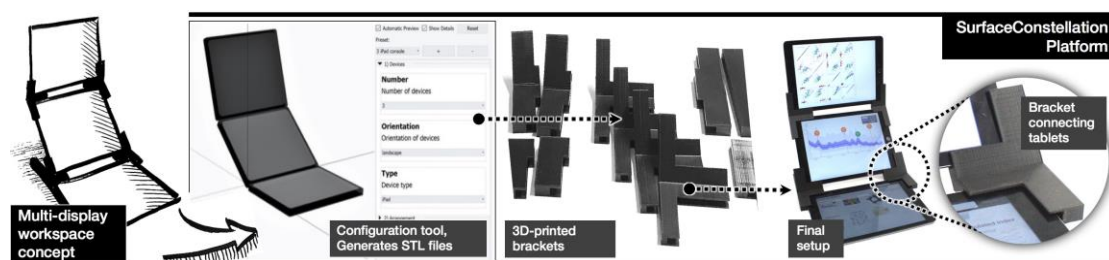 SurfaceConstellation
Platform
Automatic Preview
Show Details
Reset
Preset:
3 iPad console
+
-
1) Devices
Number
Number of devices
3
Orientation
Orientation of devices
landscape
Type
Device type
iPad
Multi-display
workspace
concept
Configuration tool,
Generates STL files
3D-printed
brackets
Final
setup
Bracket
connecting
tablets